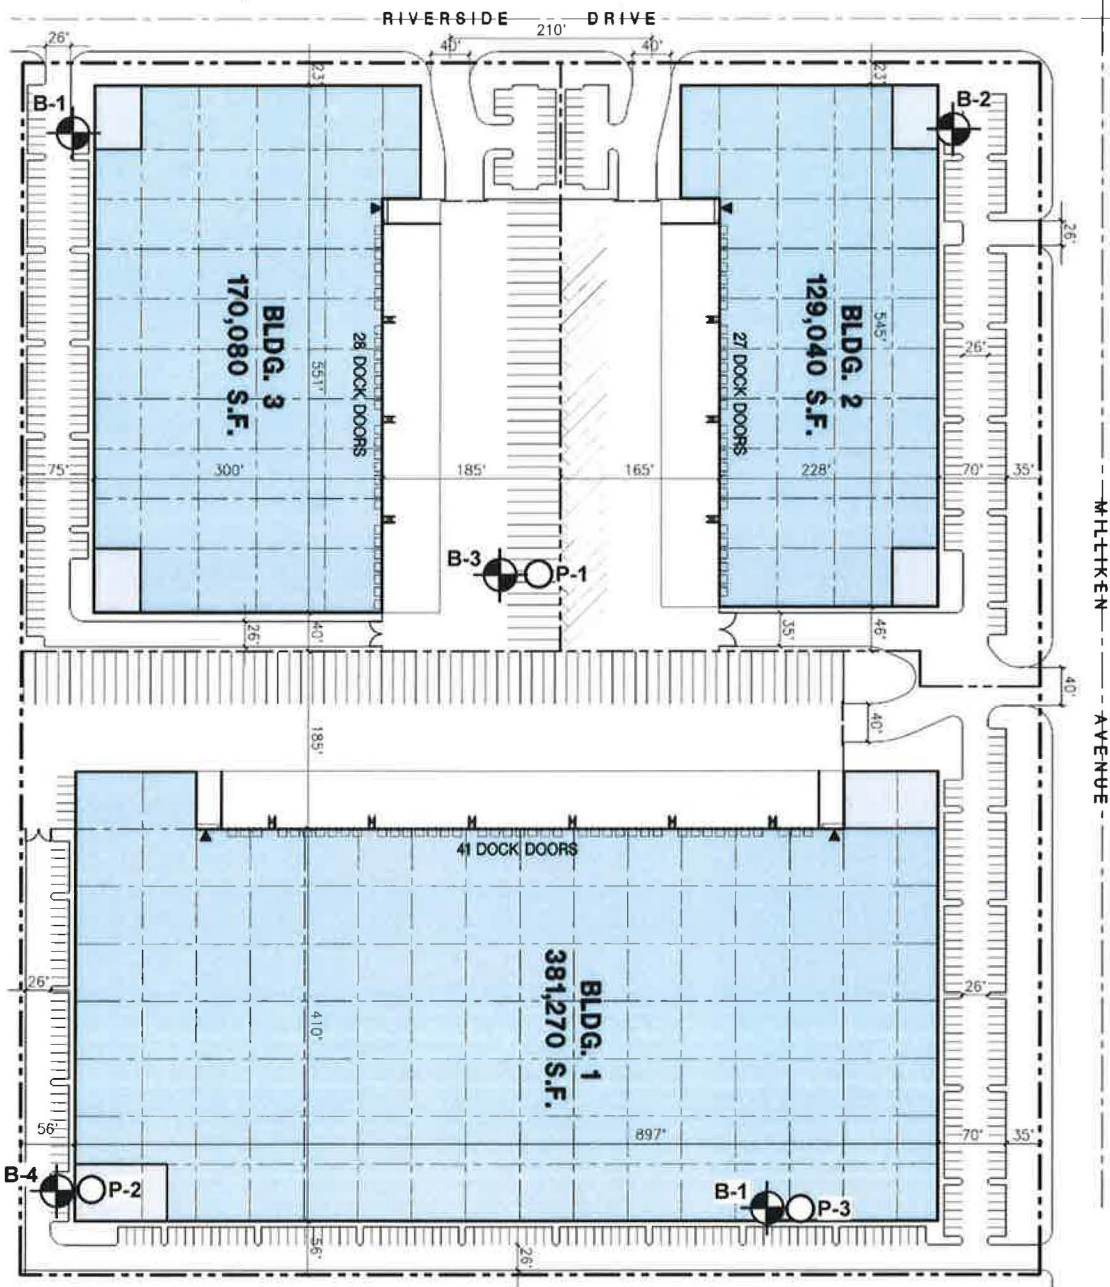 RIVERSIDE DRIVE
210'
26'
40'
40'
23'
23'
B-1
B-2
26'
BLDG. 3
170,080 S.F.
551'
28 DOCK DOORS
27 DOCK DOORS
BLDG. 2
129,040 S.F.
545'
26'
75'
300'
185'
165'
228'
70'
35'
B-3
P-1
26'
40'
35'
46'
40'
40'
185'
MILLIKEN AVENUE
41 DOCK DOORS
26'
26'
410'
BLDG. 1
381,270 S.F.
56'
897'
70'
35'
B-4
P-2
B-1
P-3
56'
26'